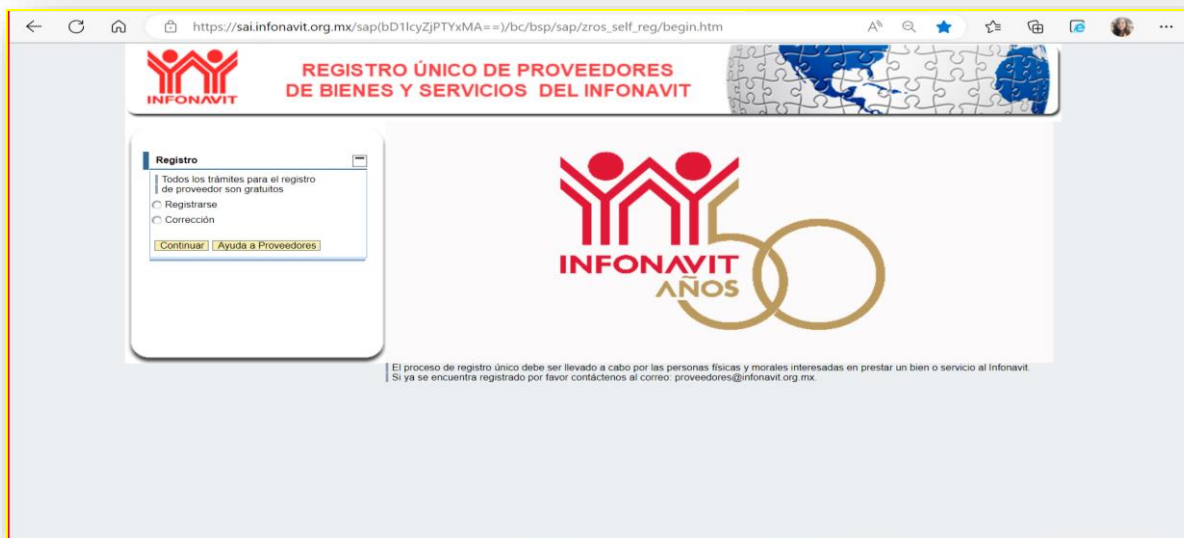 https://sai.infonavit.org.mx/sap(bD1lcyZjPTYxMA==)/bc/bsp/sap/zros_self_reg/begin.htm
INFONAVIT
REGISTRO ÚNICO DE PROVEEDORES
DE BIENES Y SERVICIOS DEL INFONAVIT
Registro
Todos los trámites para el registro
de proveedor son gratuitos
Registrarse
Corrección
Continuar Ayuda a Proveedores
INFONAVIT
AÑOS 50
El proceso de registro único debe ser llevado a cabo por las personas físicas y morales interesadas en prestar un bien o servicio al Infonavit.
Si ya se encuentra registrado por favor contáctenos al correo: proveedores@infonavit.org.mx.